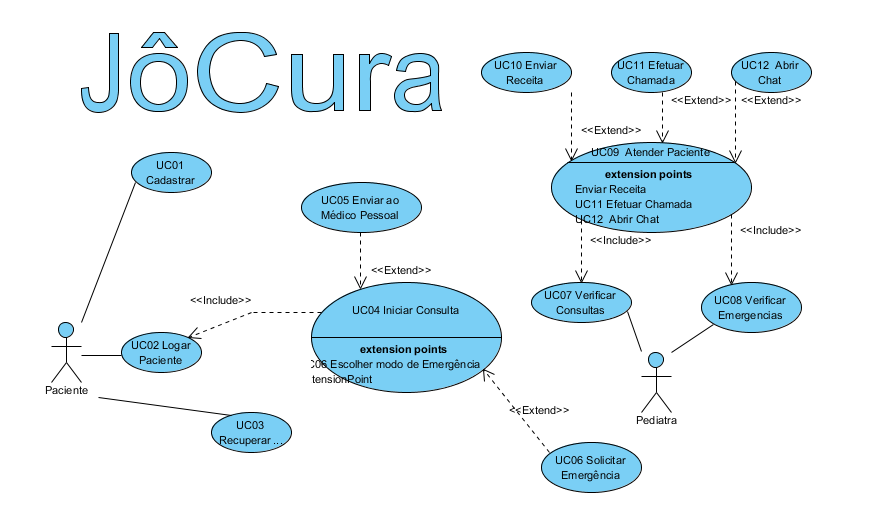 JôCura
UC10 Enviar
Receita
UC11 Efetuar
Chamada
UC12 Abrir
Chat
<<Extend>>
<<Extend>>
<<Extend>>
UC09 Atender Paciente
extension points
Enviar Receita
UC11 Efetuar Chamada
UC12 Abrir Chat
UC01
Cadastrar
UC05 Enviar ao
Médico Pessoal
<<Include>>
<<Include>>
<<Extend>>
UC07 Verificar
Consultas
UC08 Verificar
Emergencias
<<Include>>
UC04 Iniciar Consulta
extension points
C06 Escolher modo de Emergência
tensionPoint
UC02 Logar
Paciente
Paciente
UC03
Recuperar ...
<<Extend>>
Pediatra
UC06 Solicitar
Emergência